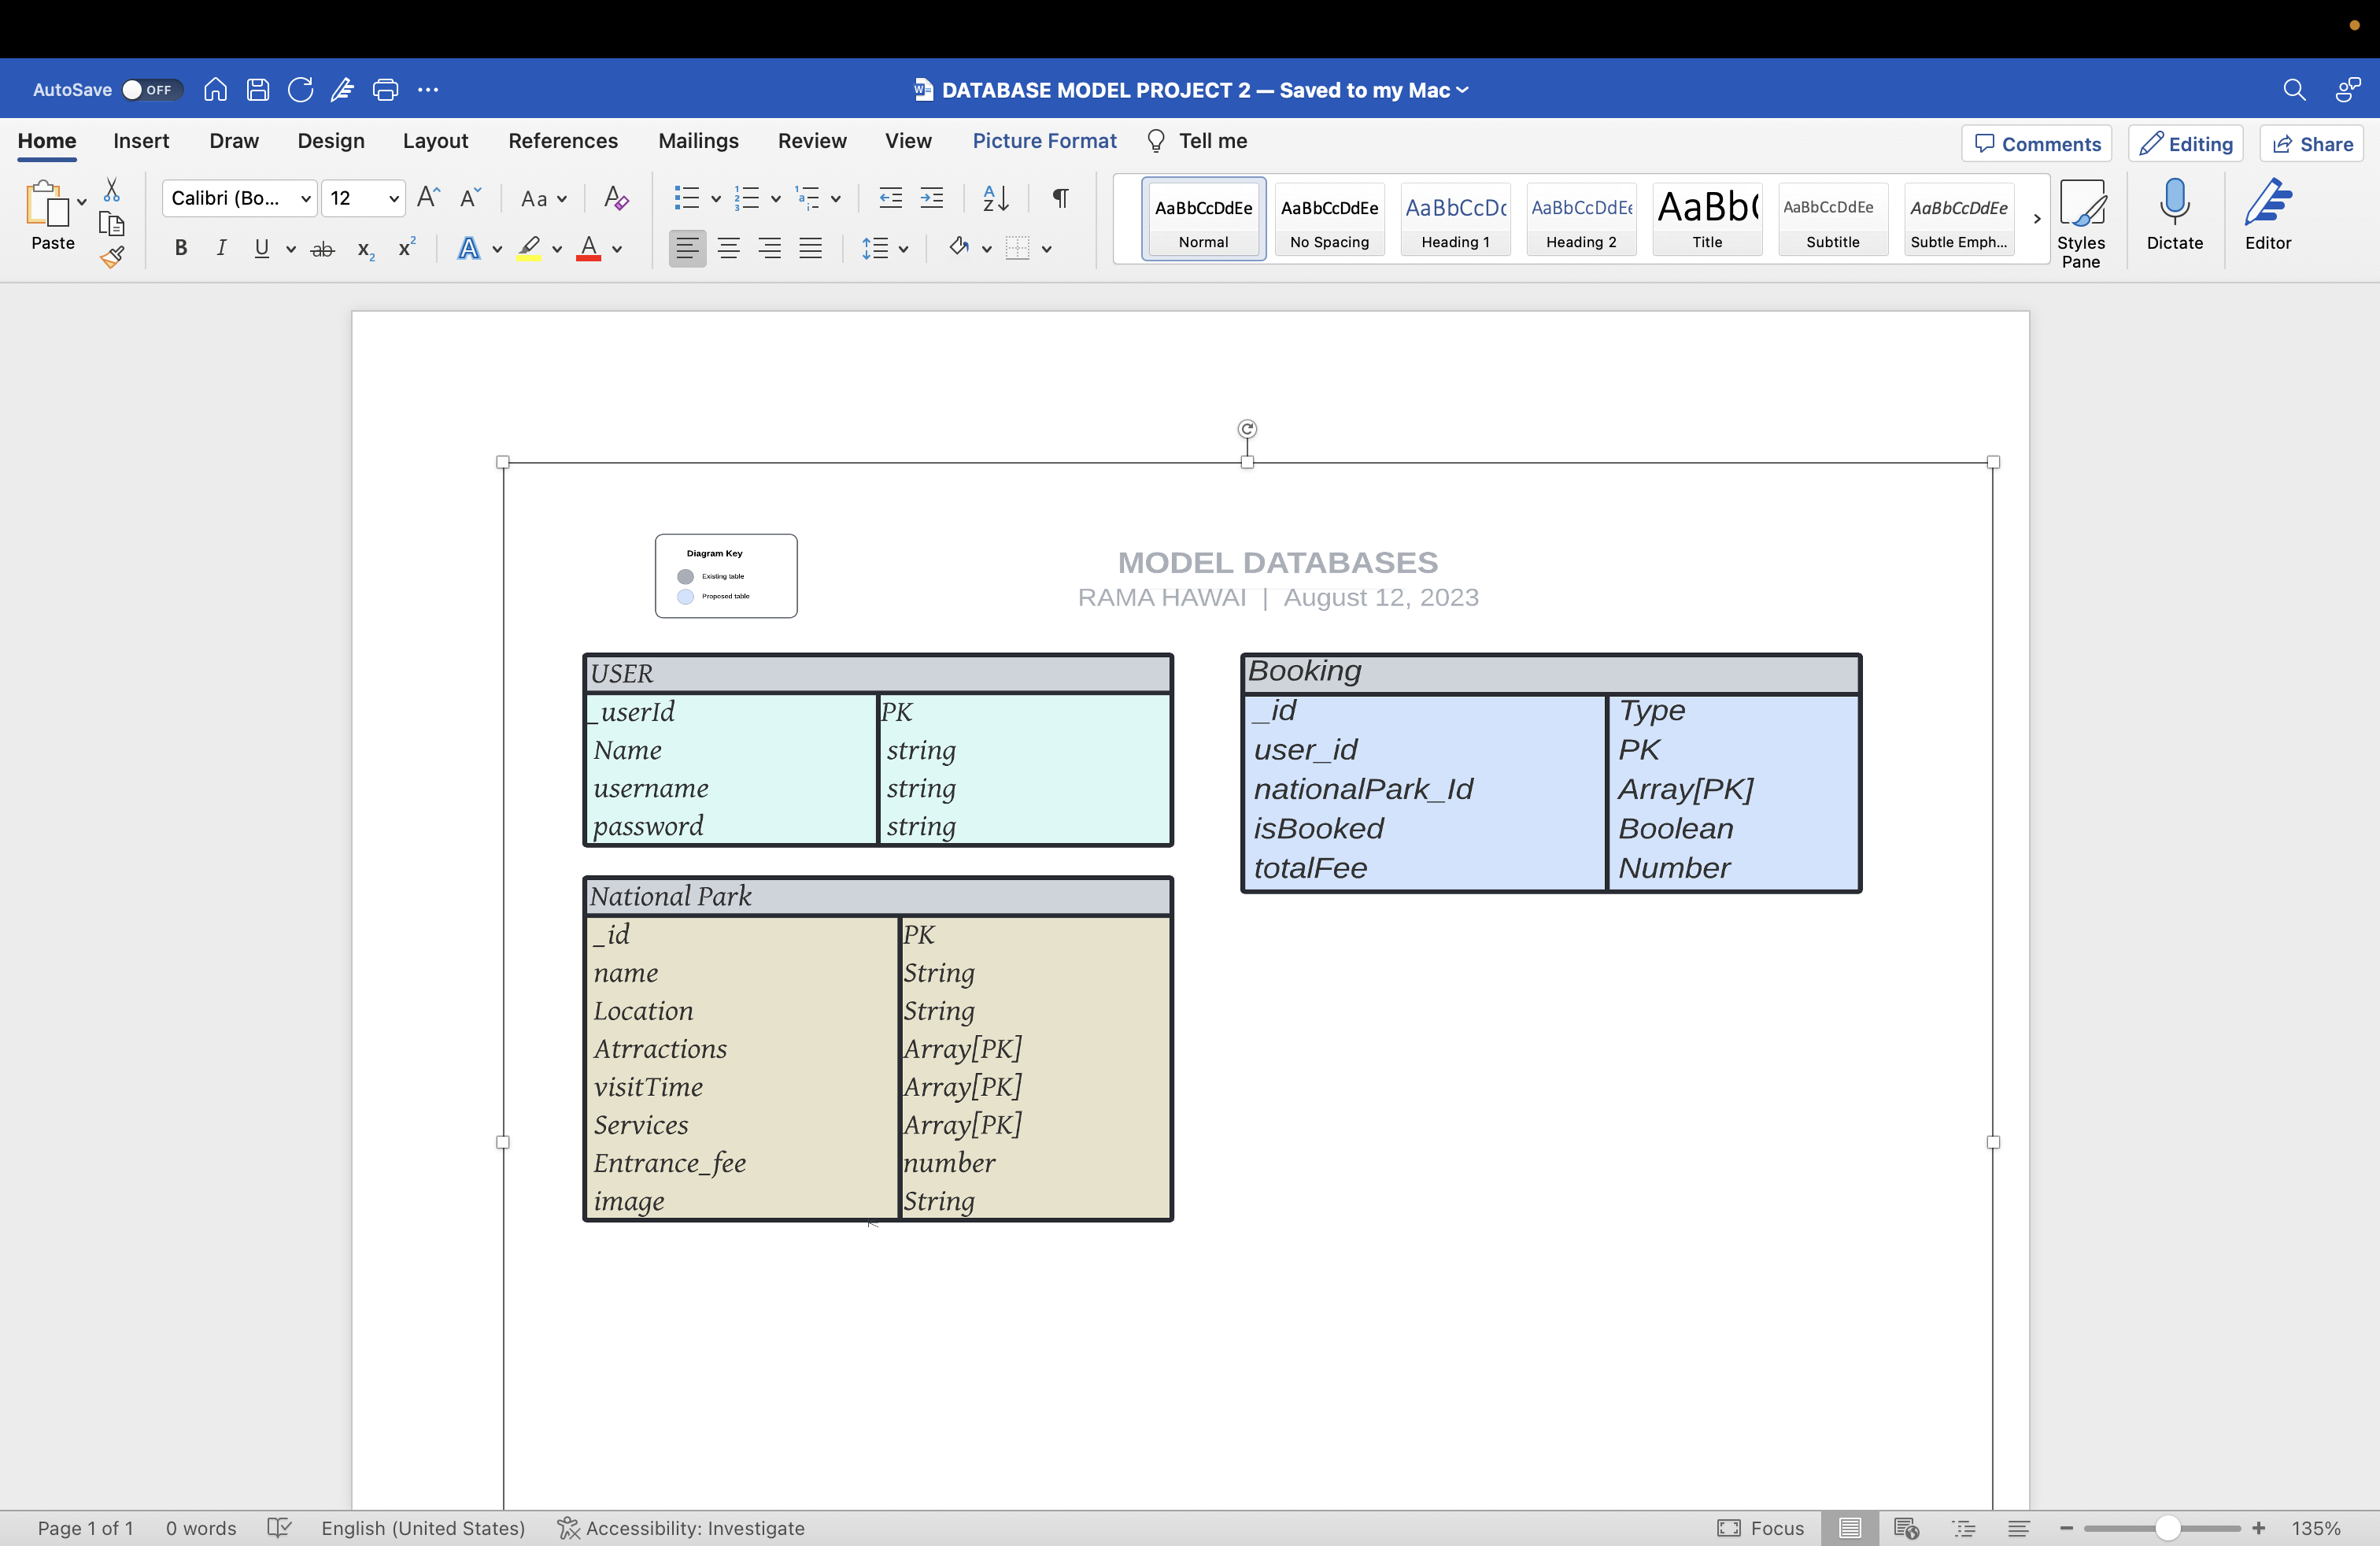 AutoSave OFF
DATABASE MODEL PROJECT 2 — Saved to my Mac
Home Insert Draw Design Layout References Mailings Review View Picture Format Tell me
Comments Editing Share
Paste
Calibri (Bo... 12
AaBbCcDdEe AaBbCcDdEe AaBbCcDc AaBbCcDdEe AaBb( AaBbCcDdEe AaBbCcDdEe
Normal No Spacing Heading 1 Heading 2 Title Subtitle Subtle Emph...
Styles Pane
Dictate
Editor
Diagram Key
Existing table
Proposed table
MODEL DATABASES
RAMA HAWAI | August 12, 2023
USER
_userId PK
Name string
username string
password string
Booking
_id Type
user_id PK
nationalPark_Id Array[PK]
isBooked Boolean
totalFee Number
National Park
_id PK
name String
Location String
Atrractions Array[PK]
visitTime Array[PK]
Services Array[PK]
Entrance_fee number
image String
Page 1 of 1 0 words English (United States) Accessibility: Investigate
Focus 135%